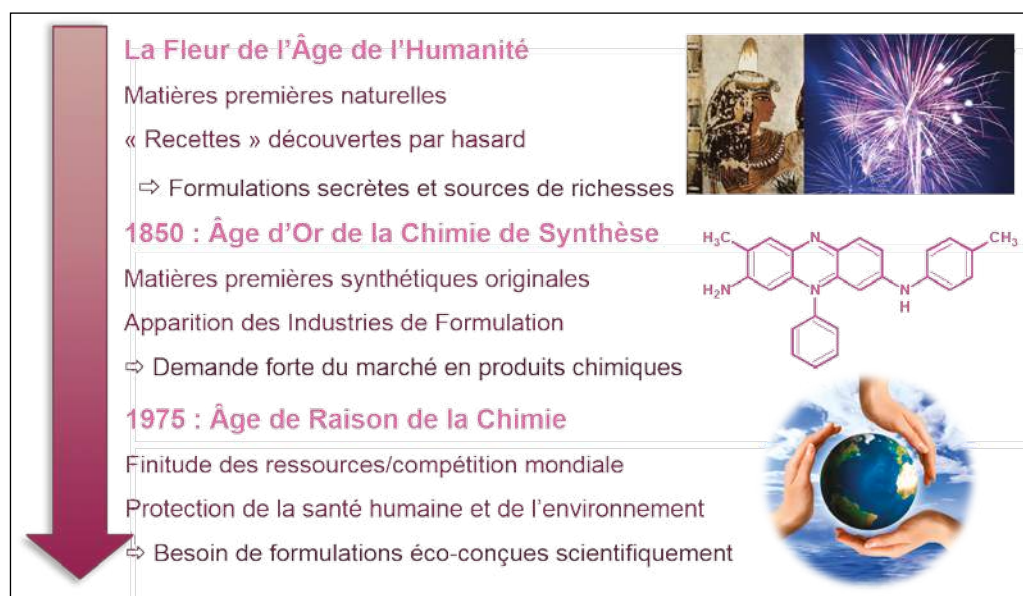 La Fleur de l'Âge de l'Humanité
Matières premières naturelles
« Recettes » découvertes par hasard
⇨ Formulations secrètes et sources de richesses
1850 : Âge d'Or de la Chimie de Synthèse
Matières premières synthétiques originales
Apparition des Industries de Formulation
⇨ Demande forte du marché en produits chimiques
1975 : Âge de Raison de la Chimie
Finitude des ressources/compétition mondiale
Protection de la santé humaine et de l'environnement
⇨ Besoin de formulations éco-conçues scientifiquement
H₃C
N
CH₃
H₂N
N
N
H